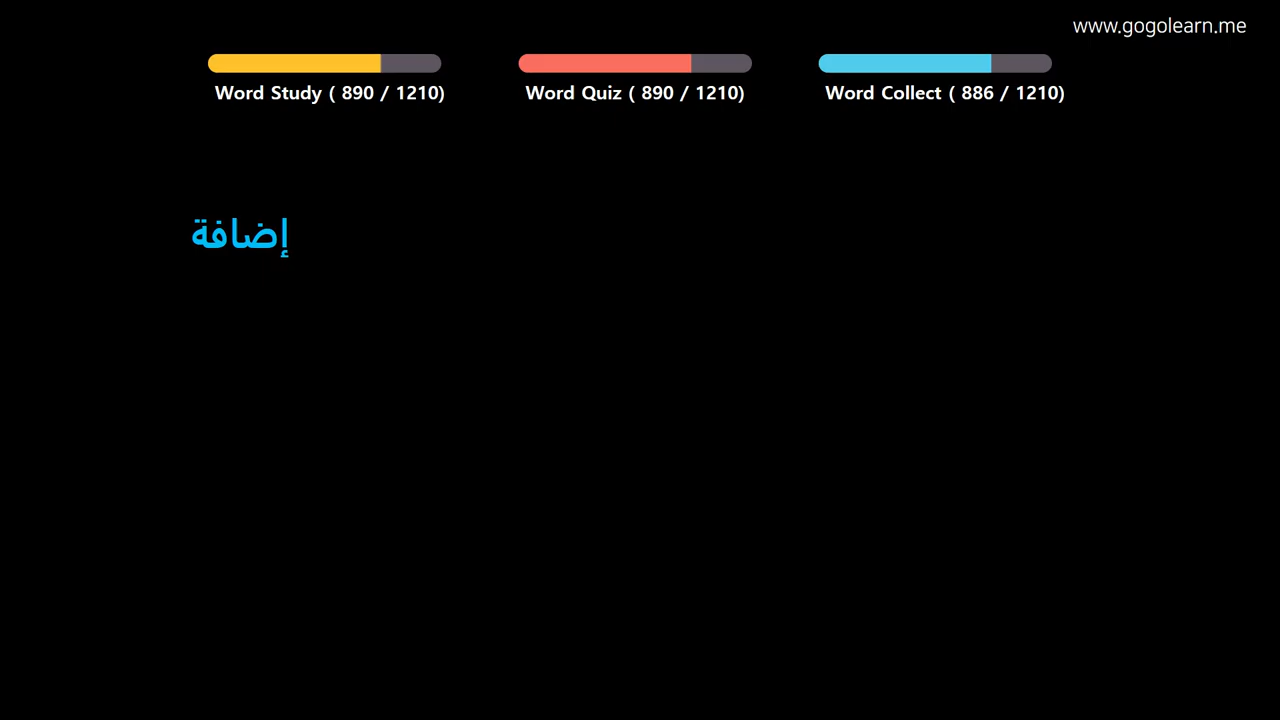 www.gogolearn.me
Word Study ( 890 / 1210)
Word Quiz ( 890 / 1210)
Word Collect ( 886 / 1210)
إضافة